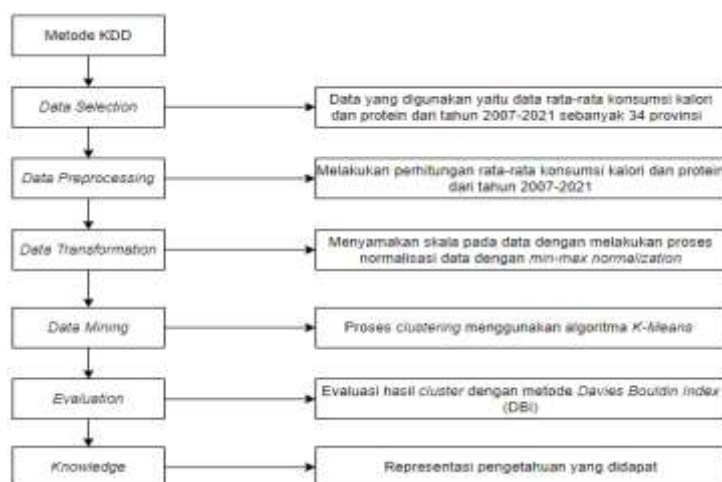 Metode KDD
Data Selection
Data yang digunakan yaitu data rata-rata konsumsi kalori
dan protein dari tahun 2007-2021 sebanyak 34 provinsi
Data Preprocessing
Melakukan perhitungan rata-rata konsumsi kalori dan protein
dari tahun 2007-2021
Data Transformation
Menyamakan skala pada data dengan melakukan proses
normalisasi data dengan min-max normalization
Data Mining
Proses clustering menggunakan algoritma K-Means
Evaluation
Evaluasi hasil cluster dengan metode Davies Bouldin Index
(DBI)
Knowledge
Representasi pengetahuan yang didapat